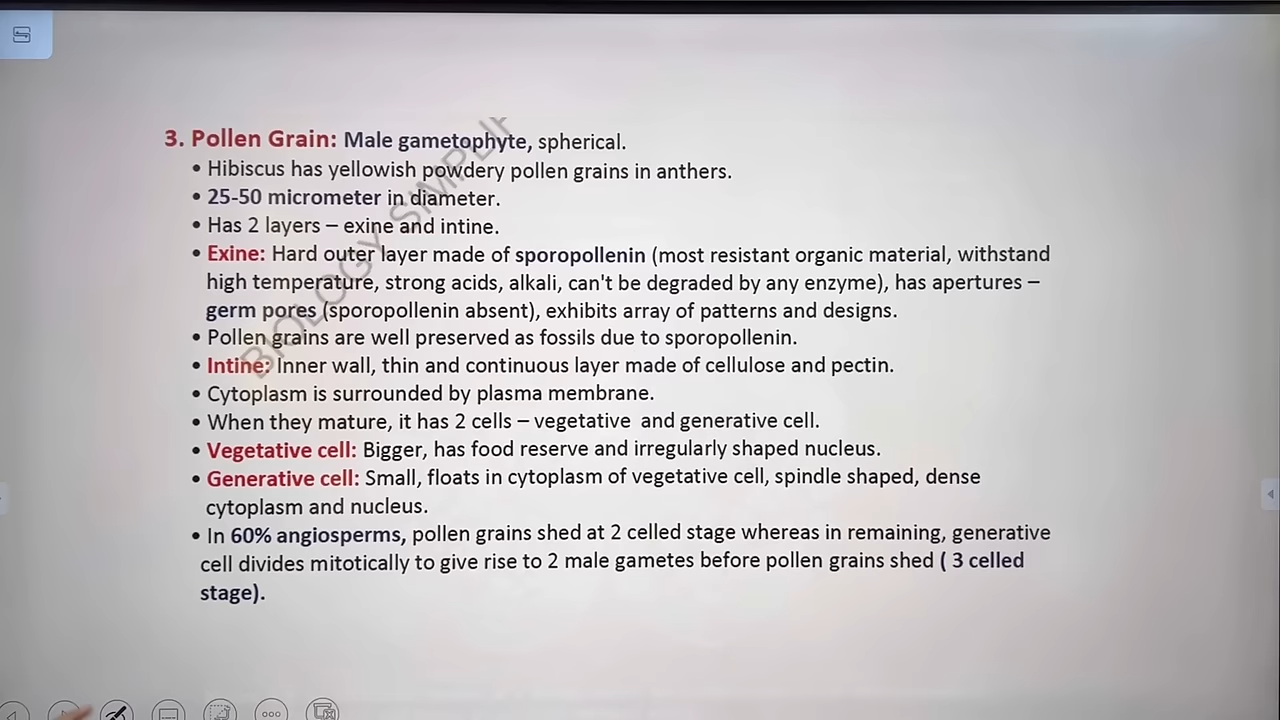 3. Pollen Grain: Male gametophyte, spherical.
• Hibiscus has yellowish powdery pollen grains in anthers.
• 25-50 micrometer in diameter.
• Has 2 layers – exine and intine.
• Exine: Hard outer layer made of sporopollenin (most resistant organic material, withstand
high temperature, strong acids, alkali, can't be degraded by any enzyme), has apertures –
germ pores (sporopollenin absent), exhibits array of patterns and designs.
• Pollen grains are well preserved as fossils due to sporopollenin.
• Intine: Inner wall, thin and continuous layer made of cellulose and pectin.
• Cytoplasm is surrounded by plasma membrane.
• When they mature, it has 2 cells – vegetative and generative cell.
• Vegetative cell: Bigger, has food reserve and irregularly shaped nucleus.
• Generative cell: Small, floats in cytoplasm of vegetative cell, spindle shaped, dense
cytoplasm and nucleus.
• In 60% angiosperms, pollen grains shed at 2 celled stage whereas in remaining, generative
cell divides mitotically to give rise to 2 male gametes before pollen grains shed ( 3 celled
stage).
BIOLOGY SIMPLIF